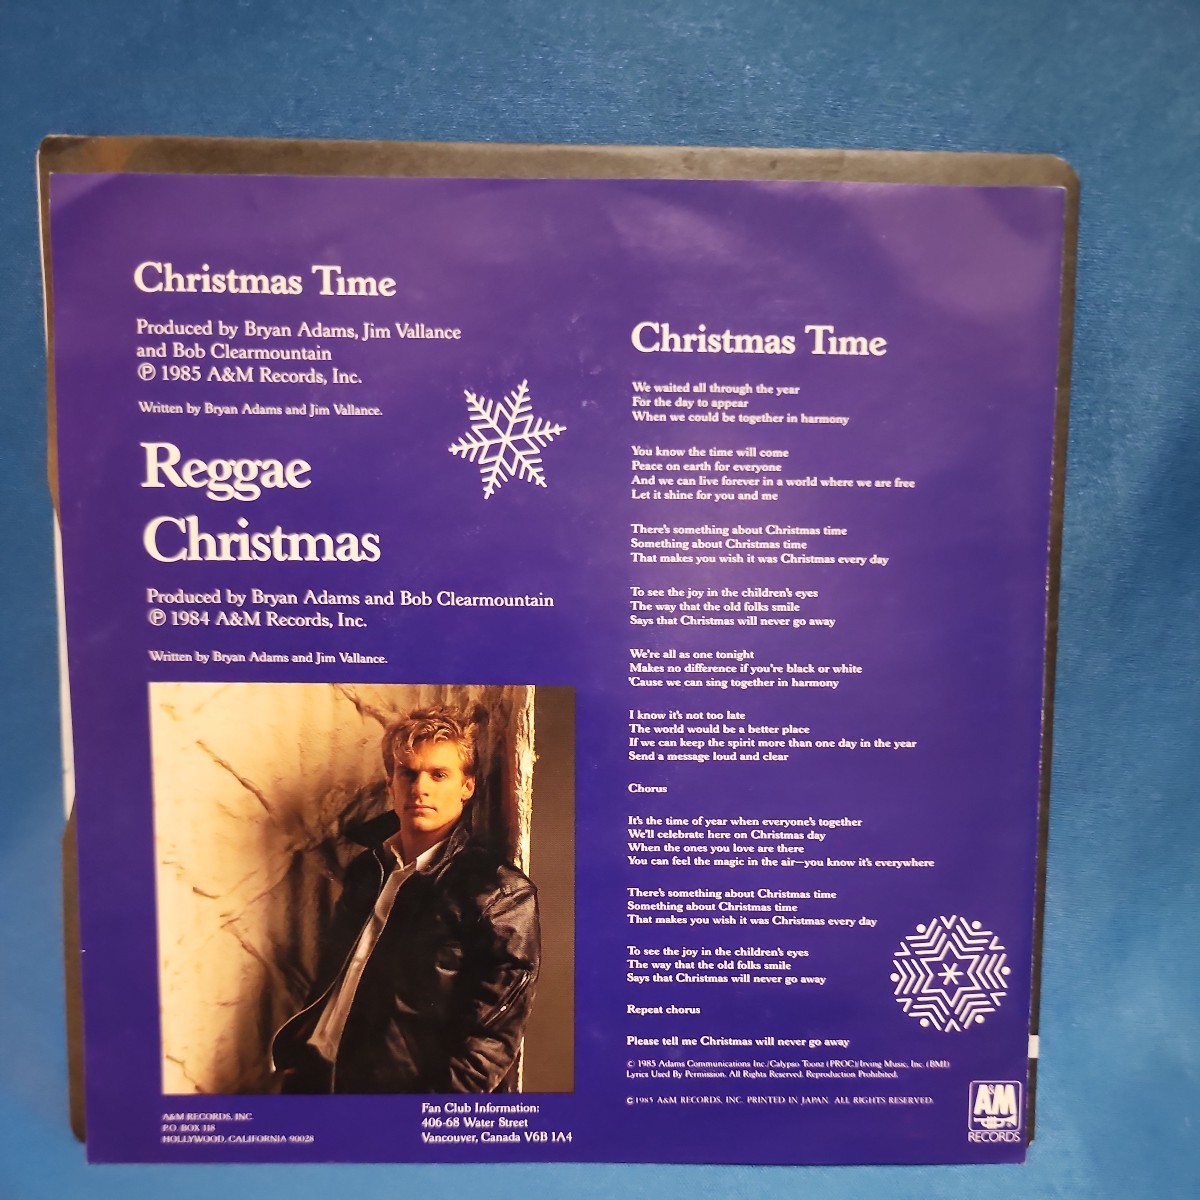 Christmas Time
Produced by Bryan Adams, Jim Vallance
and Bob Clearmountain
℗ 1985 A&M Records, Inc.
Written by Bryan Adams and Jim Vallance.
Reggae
Christmas
Produced by Bryan Adams and Bob Clearmountain
℗ 1984 A&M Records, Inc.
Written by Bryan Adams and Jim Vallance.
A&M RECORDS, INC.
P.O. BOX 118
HOLLYWOOD, CALIFORNIA 90028
Fan Club Information:
406-68 Water Street
Vancouver, Canada V6B 1A4
Christmas Time
We waited all through the year
For the day to appear
When we could be together in harmony
You know the time will come
Peace on earth for everyone
And we can live forever in a world where we are free
Let it shine for you and me
There's something about Christmas time
Something about Christmas time
That makes you wish it was Christmas every day
To see the joy in the children's eyes
The way that the old folks smile
Says that Christmas will never go away
We're all as one tonight
Makes no difference if you're black or white
'Cause we can sing together in harmony
I know it's not too late
The world would be a better place
If we can keep the spirit more than one day in the year
Send a message loud and clear
Chorus
It's the time of year when everyone's together
We'll celebrate here on Christmas day
When the ones you love are there
You can feel the magic in the air—you know it's everywhere
There's something about Christmas time
Something about Christmas time
That makes you wish it was Christmas every day
To see the joy in the children's eyes
The way that the old folks smile
Says that Christmas will never go away
Repeat chorus
Please tell me Christmas will never go away
© 1985 Adams Communications Inc./Calypso Toonz (PROC)/Irving Music, Inc. (BMI)
Lyrics Used By Permission. All Rights Reserved. Reproduction Prohibited.
© 1985 A&M RECORDS, INC. PRINTED IN JAPAN. ALL RIGHTS RESERVED.
A&M
RECORDS